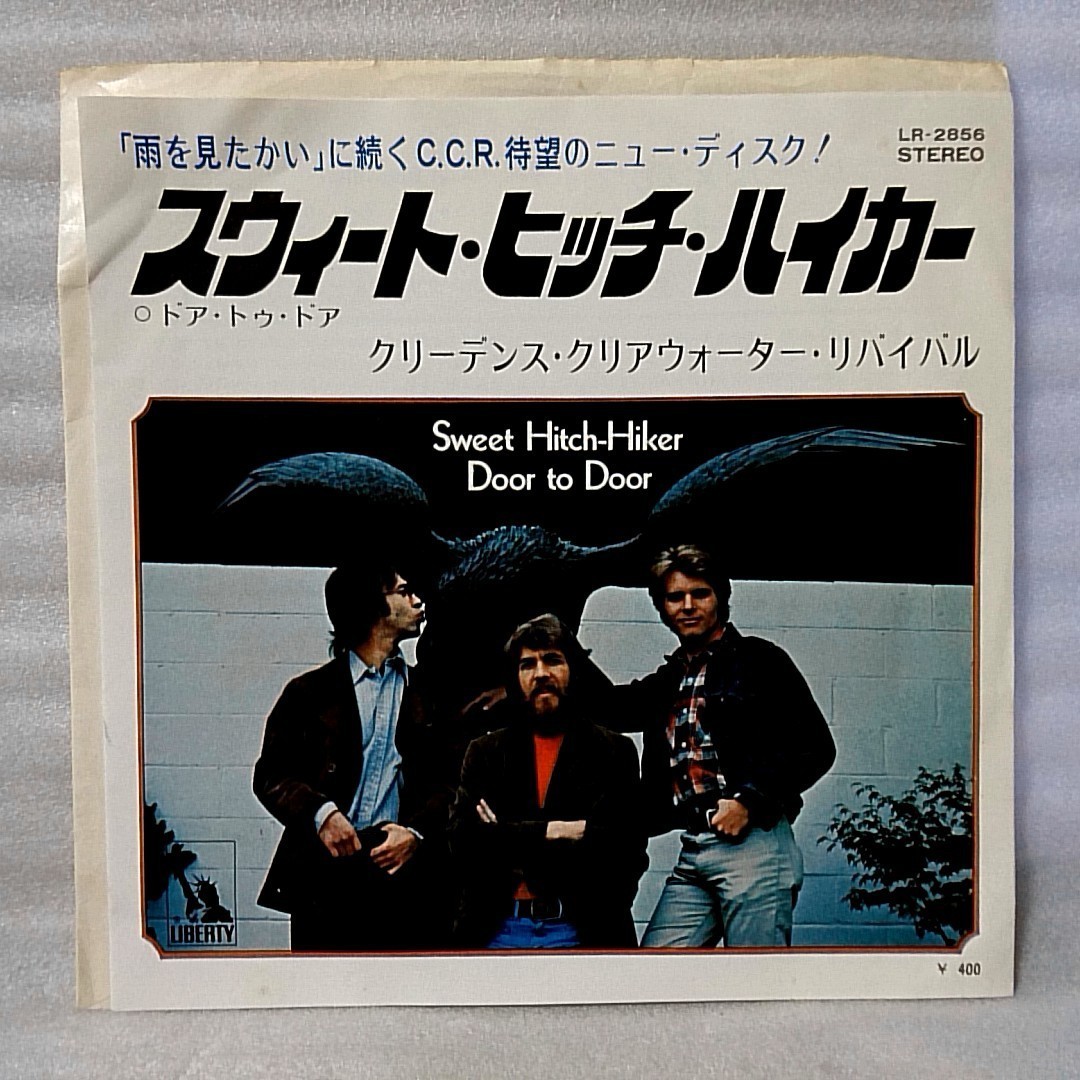 「雨を見たかい」に続くC.C.R.待望のニュー・ディスク！
LR-2856
STEREO
スウィート・ヒッチ・ハイカー
○ドア・トゥ・ドア
クリーデンス・クリアウォーター・リバイバル
Sweet Hitch-Hiker
Door to Door
LIBERTY
¥ 400